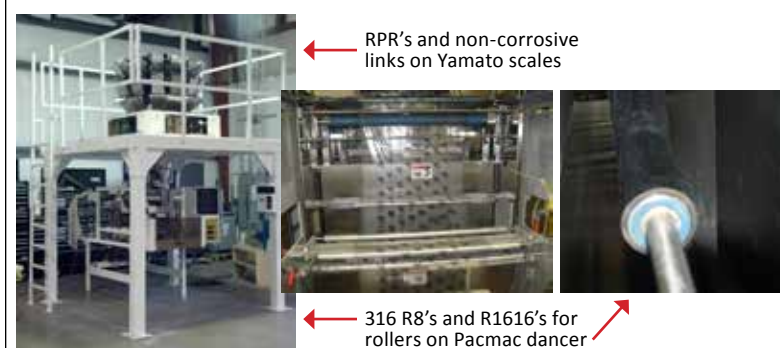 RPR's and non-corrosive
links on Yamato scales
316 R8's and R1616's for
rollers on Pacmac dancer